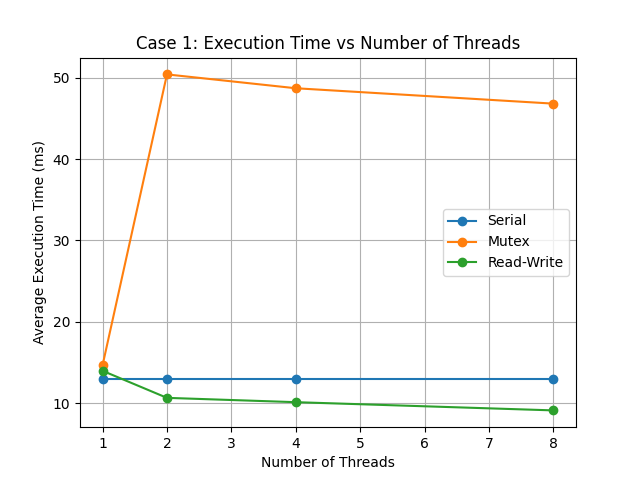 Case 1: Execution Time vs Number of Threads
Average Execution Time (ms)
50
40
30
20
10
Serial
Mutex
Read-Write
1 2 3 4 5 6 7 8
Number of Threads